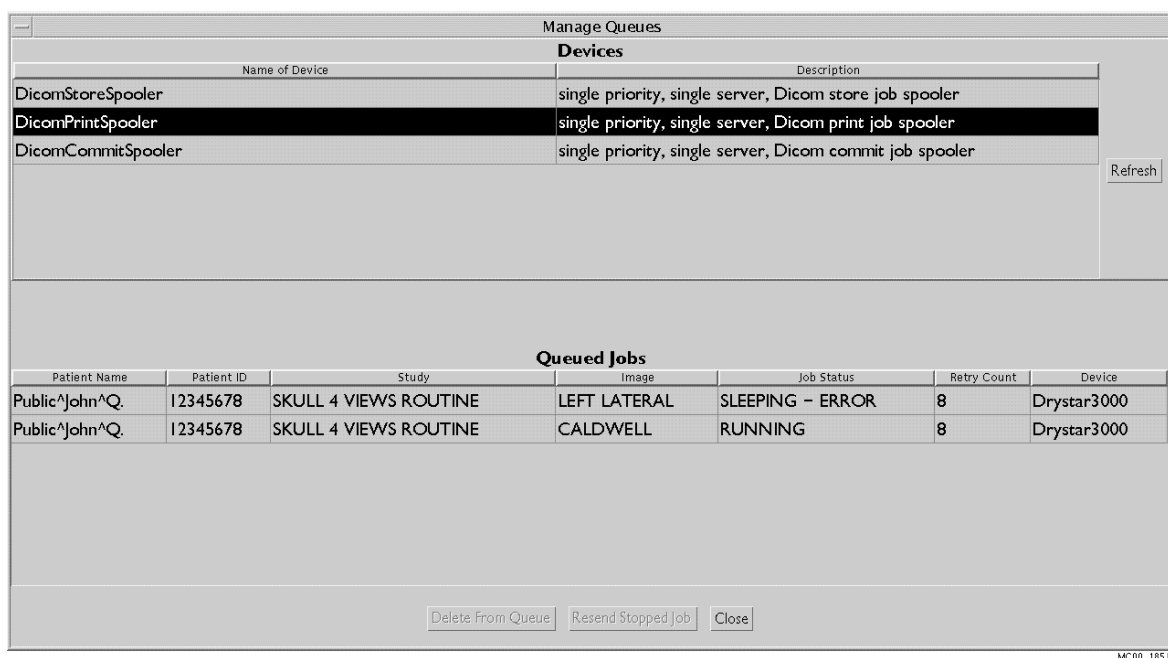 Manage Queues
Devices
Name of Device Description
DicomStoreSpooler single priority, single server, Dicom store job spooler
DicomPrintSpooler single priority, single server, Dicom print job spooler
DicomCommitSpooler single priority, single server, Dicom commit job spooler
Refresh
Queued Jobs
Patient Name Patient ID Study Image Job Status Retry Count Device
Public^John^Q. 12345678 SKULL 4 VIEWS ROUTINE LEFT LATERAL SLEEPING – ERROR 8 Drystar3000
Public^John^Q. 12345678 SKULL 4 VIEWS ROUTINE CALDWELL RUNNING 8 Drystar3000
Delete From Queue Resend Stopped Job Close